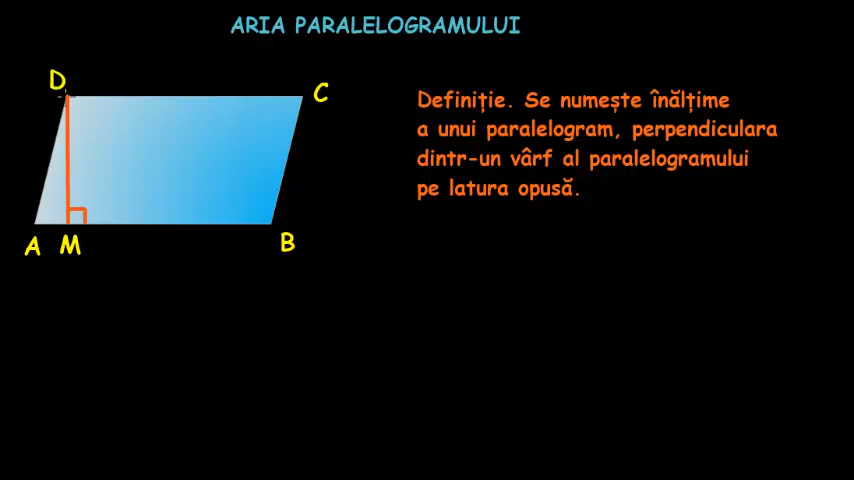 ARIA PARALELOGRAMULUI
D
C
Definiție. Se numește înălțime
a unui paralelogram, perpendiculara
dintr-un vârf al paralelogramului
pe latura opusă.
A M B